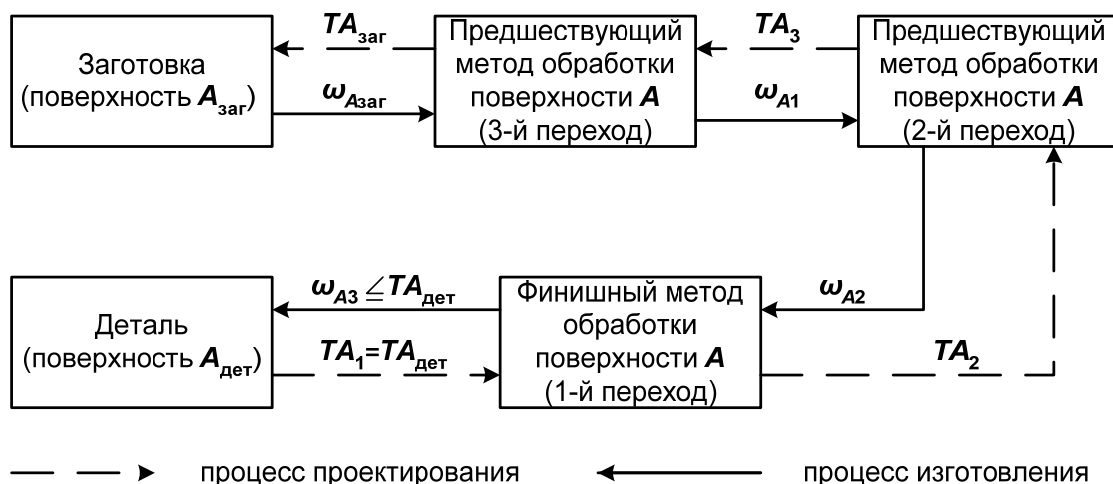 Заготовка
(поверхность Aзаг)
TAзаг
ωAзаг
Предшествующий
метод обработки
поверхности A
(3-й переход)
TA3
ωA1
Предшествующий
метод обработки
поверхности A
(2-й переход)
Деталь
(поверхность Aдет)
ωA3 ≦ TAдет
TA1=TAдет
Финишный метод
обработки
поверхности A
(1-й переход)
ωA2
TA2
процесс проектирования
процесс изготовления